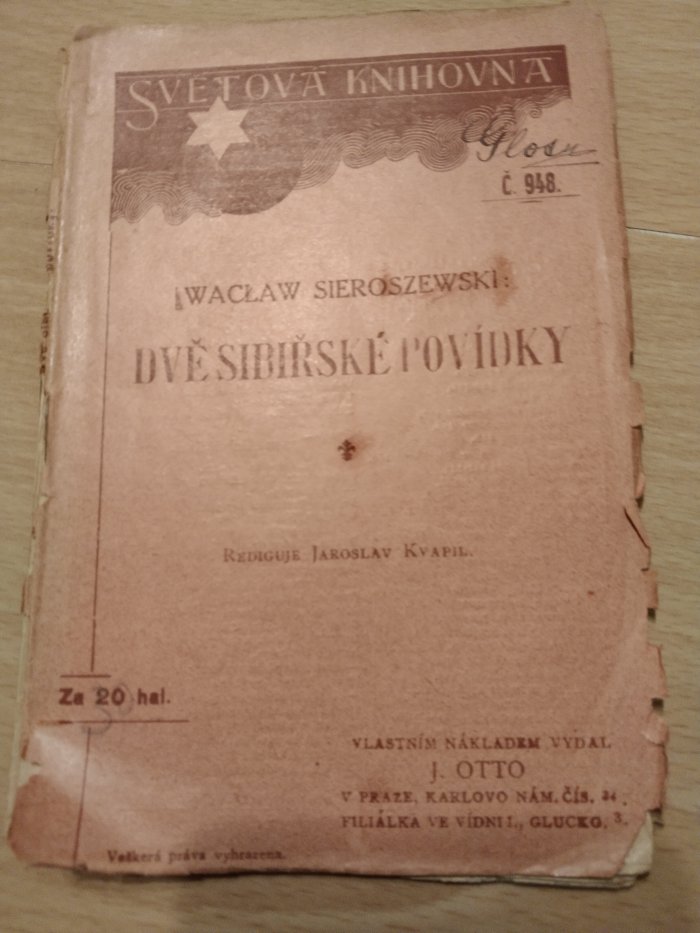 SVĚTOVÁ KNIHOVNA
Č. 948.
WACŁAW SIEROSZEWSKI:
DVĚ SIBIŘSKÉ POVÍDKY
REDIGUJE JAROSLAV KVAPIL.
Za 20 hal.
VLASTNÍM NÁKLADEM VYDAL
J. OTTO
V PRAZE, KARLOVO NÁM. ČÍS. 34.
FILIÁLKA VE VÍDNI I., GLUCKG. 3.
Veškerá práva vyhrazena.